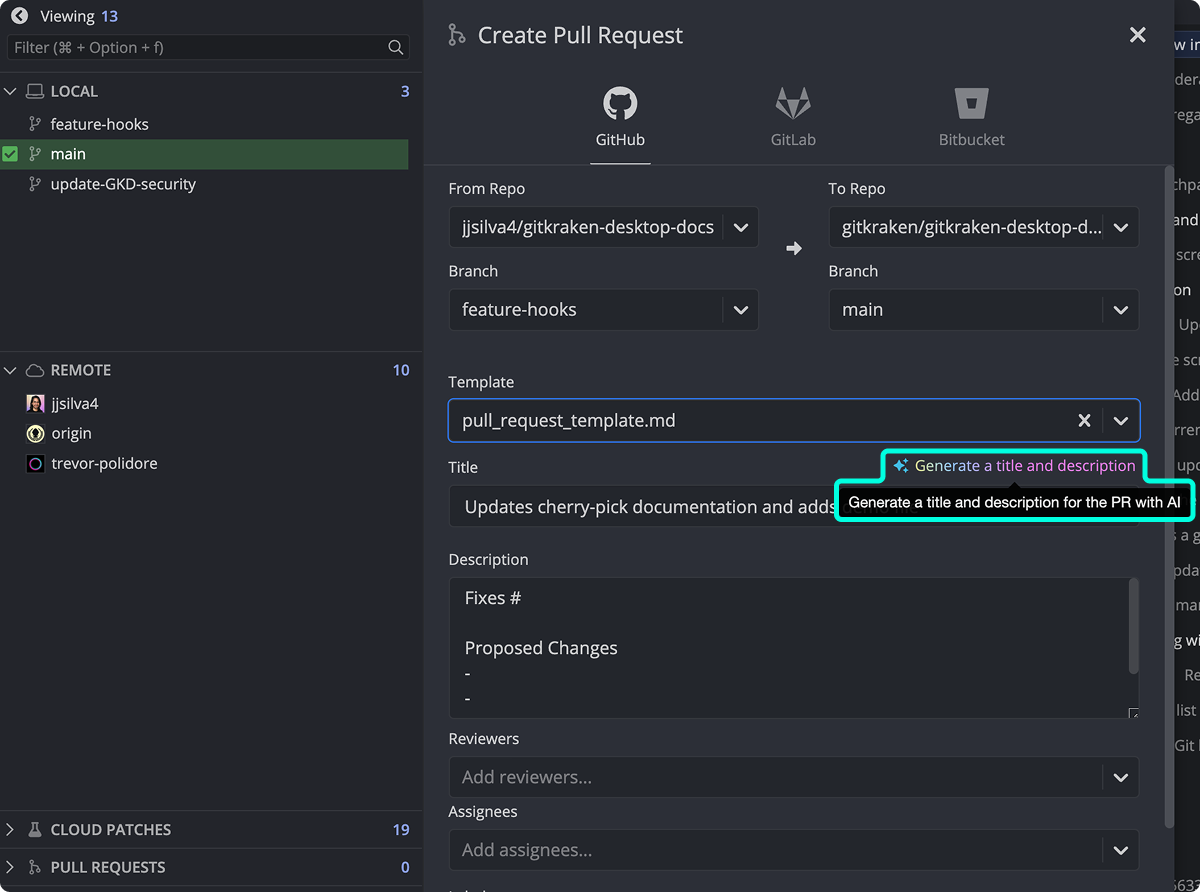 Viewing 13
Filter (⌘ + Option + f)
LOCAL 3
feature-hooks
main
update-GKD-security
REMOTE 10
jjsilva4
origin
trevor-polidore
CLOUD PATCHES 19
PULL REQUESTS 0
Create Pull Request
GitHub GitLab Bitbucket
From Repo To Repo
jjsilva4/gitkraken-desktop-docs gitkraken/gitkraken-desktop-d...
Branch Branch
feature-hooks main
Template
pull_request_template.md
Title Generate a title and description
Updates cherry-pick documentation and adds
Generate a title and description for the PR with AI
Description
Fixes #
Proposed Changes
-
-
Reviewers
Add reviewers...
Assignees
Add assignees...